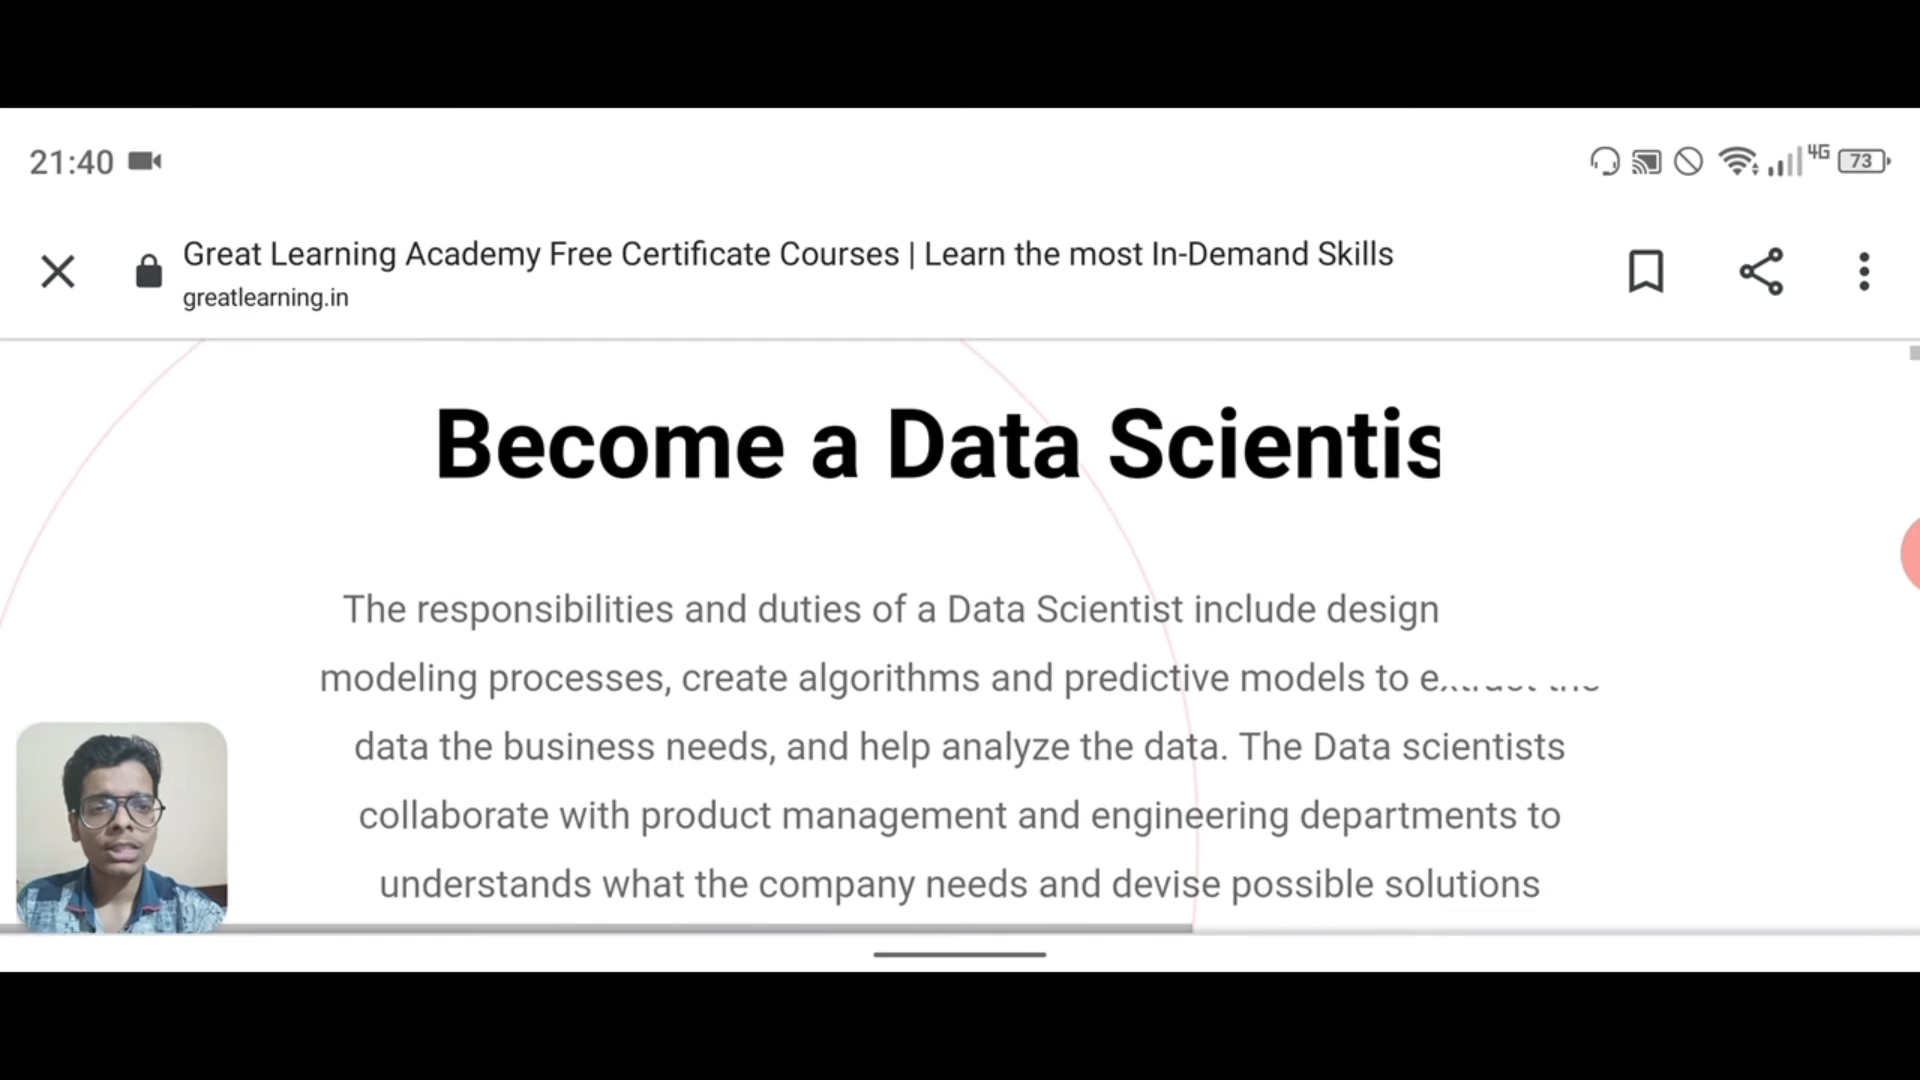 21:40
4G
73
Great Learning Academy Free Certificate Courses | Learn the most In-Demand Skills
greatlearning.in
Become a Data Scientis
The responsibilities and duties of a Data Scientist include design
modeling processes, create algorithms and predictive models to
data the business needs, and help analyze the data. The Data scientists
collaborate with product management and engineering departments to
understands what the company needs and devise possible solutions